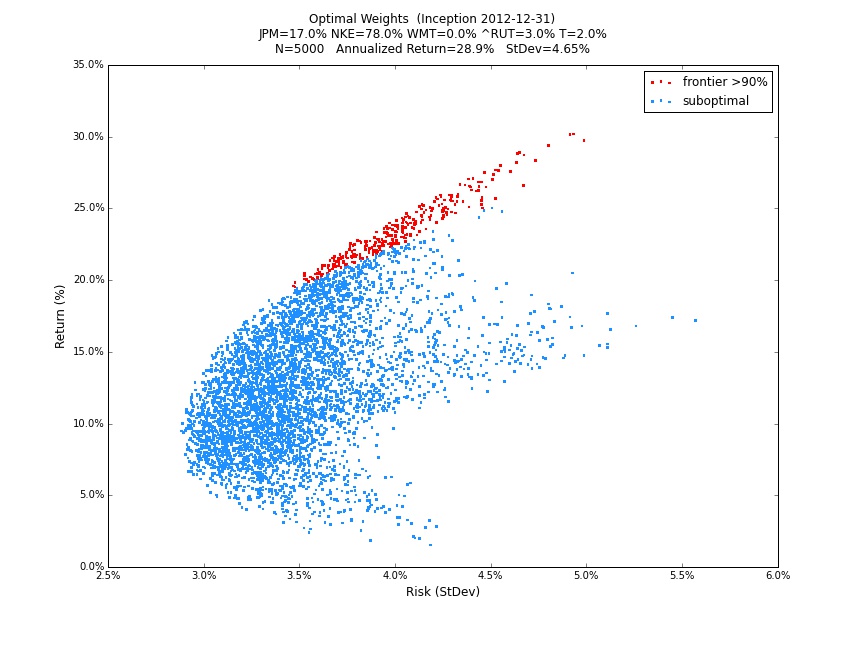 Optimal Weights  (Inception 2012-12-31)
JPM=17.0% NKE=78.0% WMT=0.0% ^RUT=3.0% T=2.0%
N=5000   Annualized Return=28.9%   StDev=4.65%
35.0%
30.0%
25.0%
20.0%
15.0%
10.0%
5.0%
0.0%
Return (%)
frontier >90%
suboptimal
2.5% 3.0% 3.5% 4.0% 4.5% 5.0% 5.5% 6.0%
Risk (StDev)